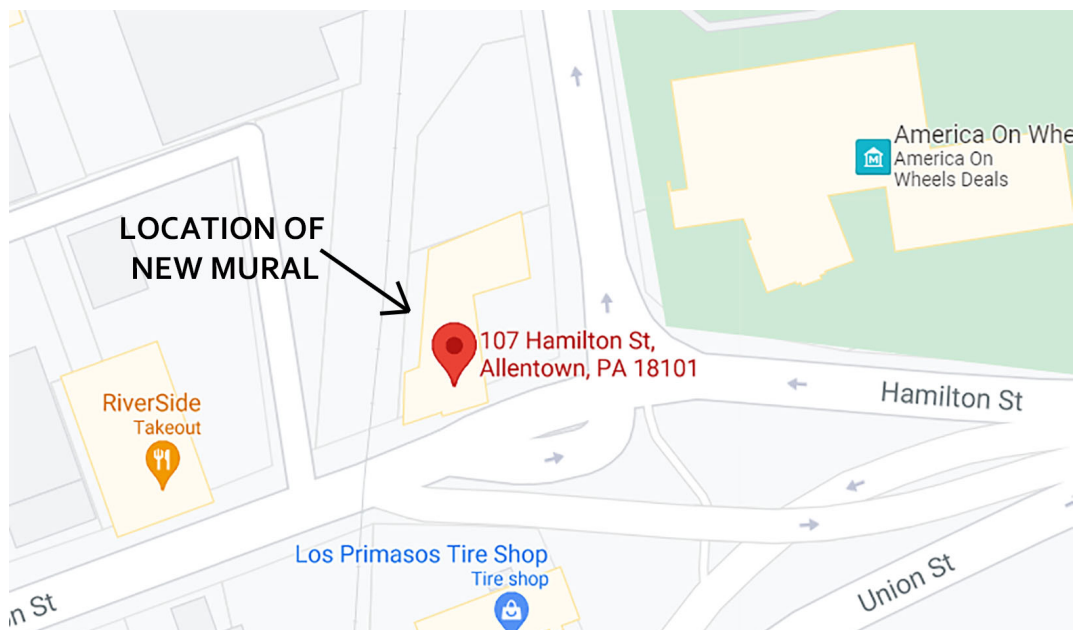 America On Whe
America On
Wheels Deals
LOCATION OF
NEW MURAL
107 Hamilton St,
Allentown, PA 18101
Hamilton St
RiverSide
Takeout
Los Primasos Tire Shop
Tire shop
Union St
n St